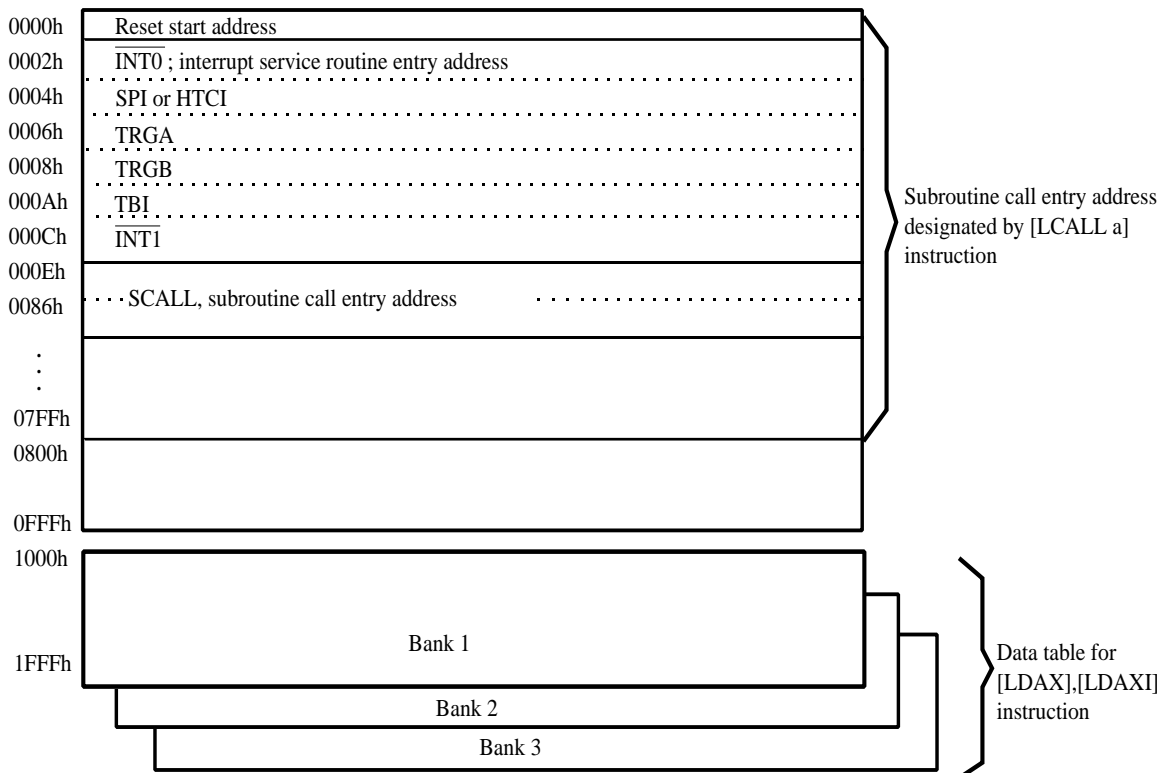 0000h Reset start address
0002h INT0 ; interrupt service routine entry address
0004h SPI or HTCI
0006h TRGA
0008h TRGB
000Ah TBI
000Ch INT1
000Eh
0086h SCALL, subroutine call entry address
07FFh
0800h
0FFFh
Subroutine call entry address
designated by [LCALL a]
instruction
1000h
Bank 1
1FFFh
Bank 2
Bank 3
Data table for
[LDAX],[LDAXI]
instruction